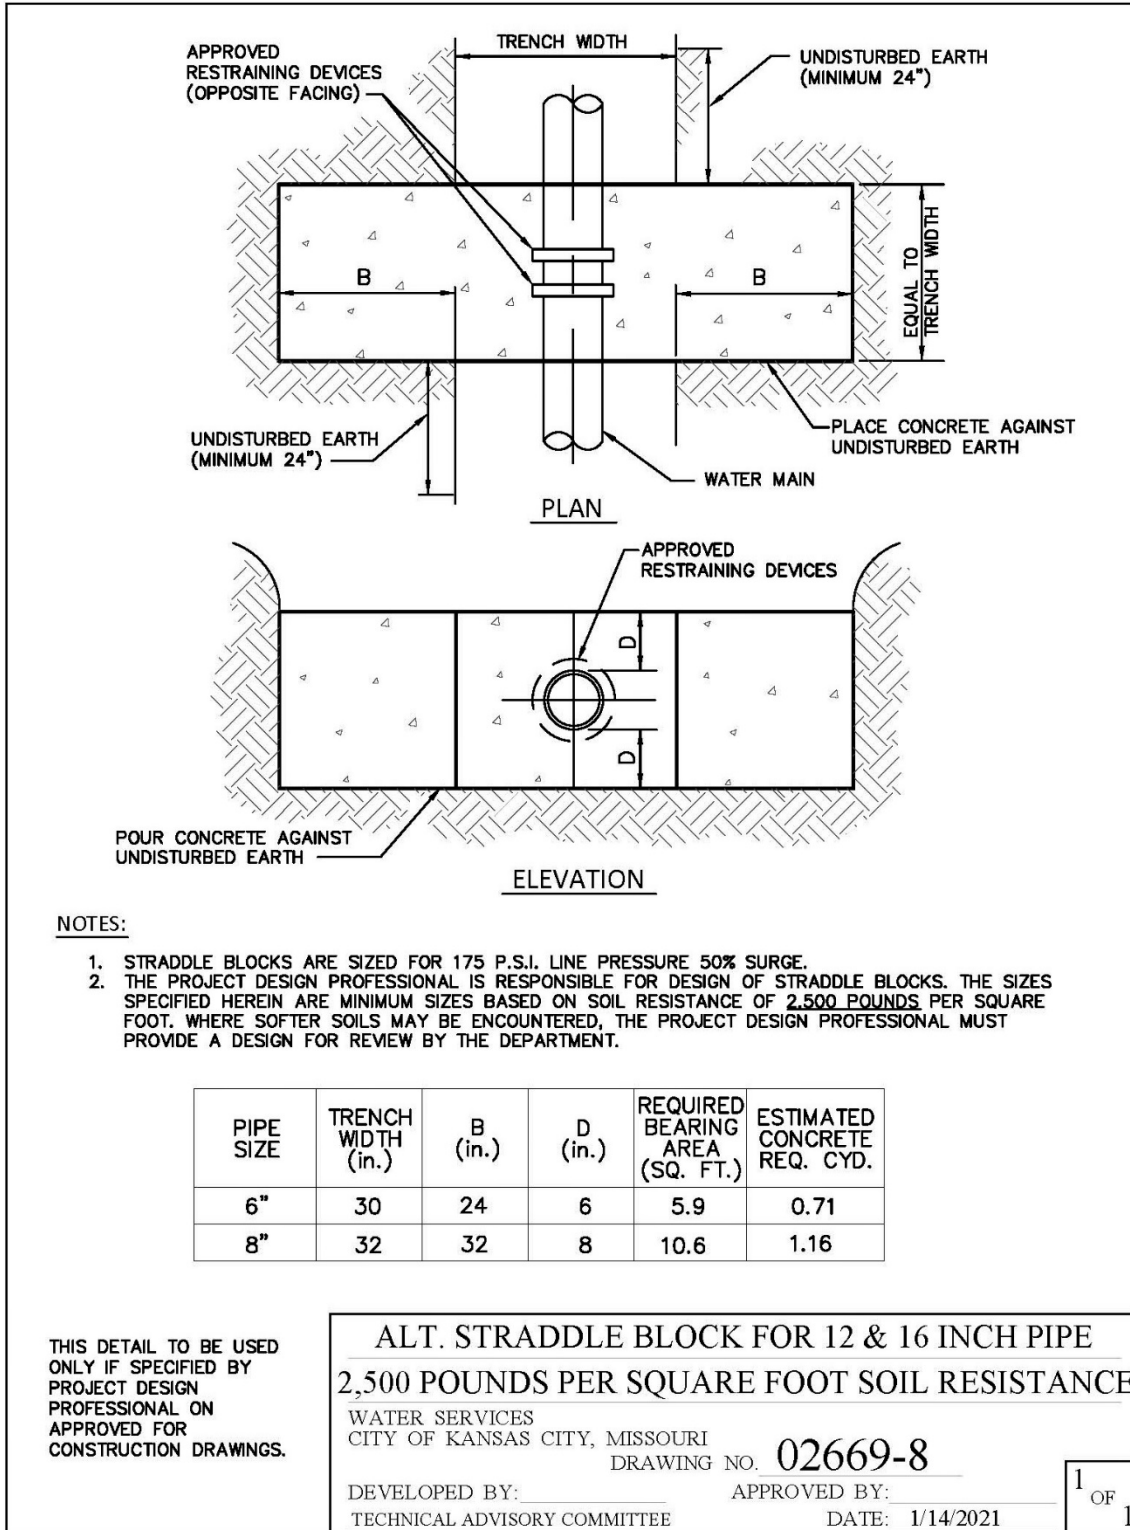 TRENCH WIDTH
APPROVED
RESTRAINING DEVICES
(OPPOSITE FACING)
UNDISTURBED EARTH
(MINIMUM 24")
B
B
EQUAL TO
TRENCH WIDTH
UNDISTURBED EARTH
(MINIMUM 24")
PLACE CONCRETE AGAINST
UNDISTURBED EARTH
WATER MAIN
PLAN
APPROVED
RESTRAINING DEVICES
D
D
POUR CONCRETE AGAINST
UNDISTURBED EARTH
ELEVATION
NOTES:
1. STRADDLE BLOCKS ARE SIZED FOR 175 P.S.I. LINE PRESSURE 50% SURGE.
2. THE PROJECT DESIGN PROFESSIONAL IS RESPONSIBLE FOR DESIGN OF STRADDLE BLOCKS. THE SIZES
SPECIFIED HEREIN ARE MINIMUM SIZES BASED ON SOIL RESISTANCE OF 2,500 POUNDS PER SQUARE
FOOT. WHERE SOFTER SOILS MAY BE ENCOUNTERED, THE PROJECT DESIGN PROFESSIONAL MUST
PROVIDE A DESIGN FOR REVIEW BY THE DEPARTMENT.
PIPE SIZE TRENCH WIDTH (in.) B (in.) D (in.) REQUIRED BEARING AREA (SQ. FT.) ESTIMATED CONCRETE REQ. CYD.
6" 30 24 6 5.9 0.71
8" 32 32 8 10.6 1.16
THIS DETAIL TO BE USED
ONLY IF SPECIFIED BY
PROJECT DESIGN
PROFESSIONAL ON
APPROVED FOR
CONSTRUCTION DRAWINGS.
ALT. STRADDLE BLOCK FOR 12 & 16 INCH PIPE
2,500 POUNDS PER SQUARE FOOT SOIL RESISTANCE
WATER SERVICES
CITY OF KANSAS CITY, MISSOURI
DRAWING NO. 02669-8
DEVELOPED BY: APPROVED BY:
TECHNICAL ADVISORY COMMITTEE DATE: 1/14/2021
1 OF 1